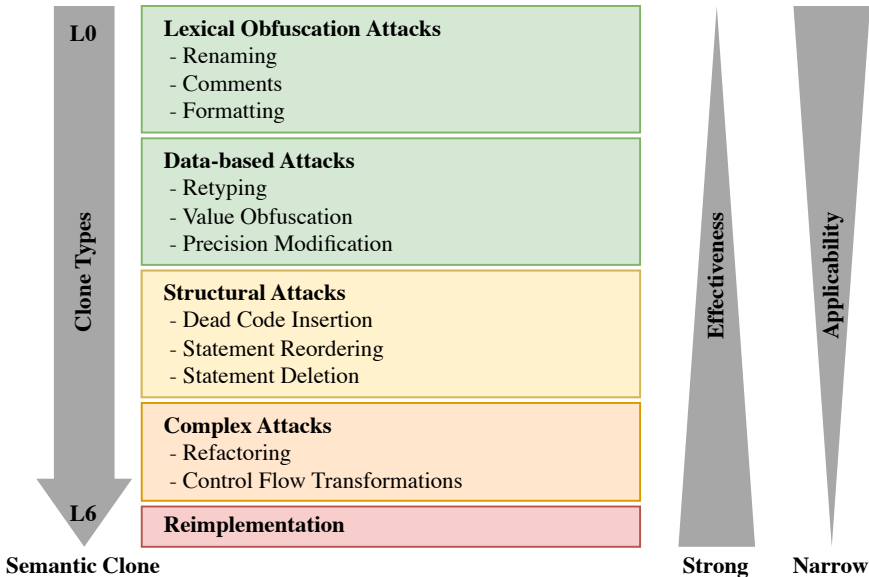 L0
Clone Types
L6
Semantic Clone
Lexical Obfuscation Attacks
- Renaming
- Comments
- Formatting
Data-based Attacks
- Retyping
- Value Obfuscation
- Precision Modification
Structural Attacks
- Dead Code Insertion
- Statement Reordering
- Statement Deletion
Complex Attacks
- Refactoring
- Control Flow Transformations
Reimplementation
Effectiveness
Strong
Applicability
Narrow